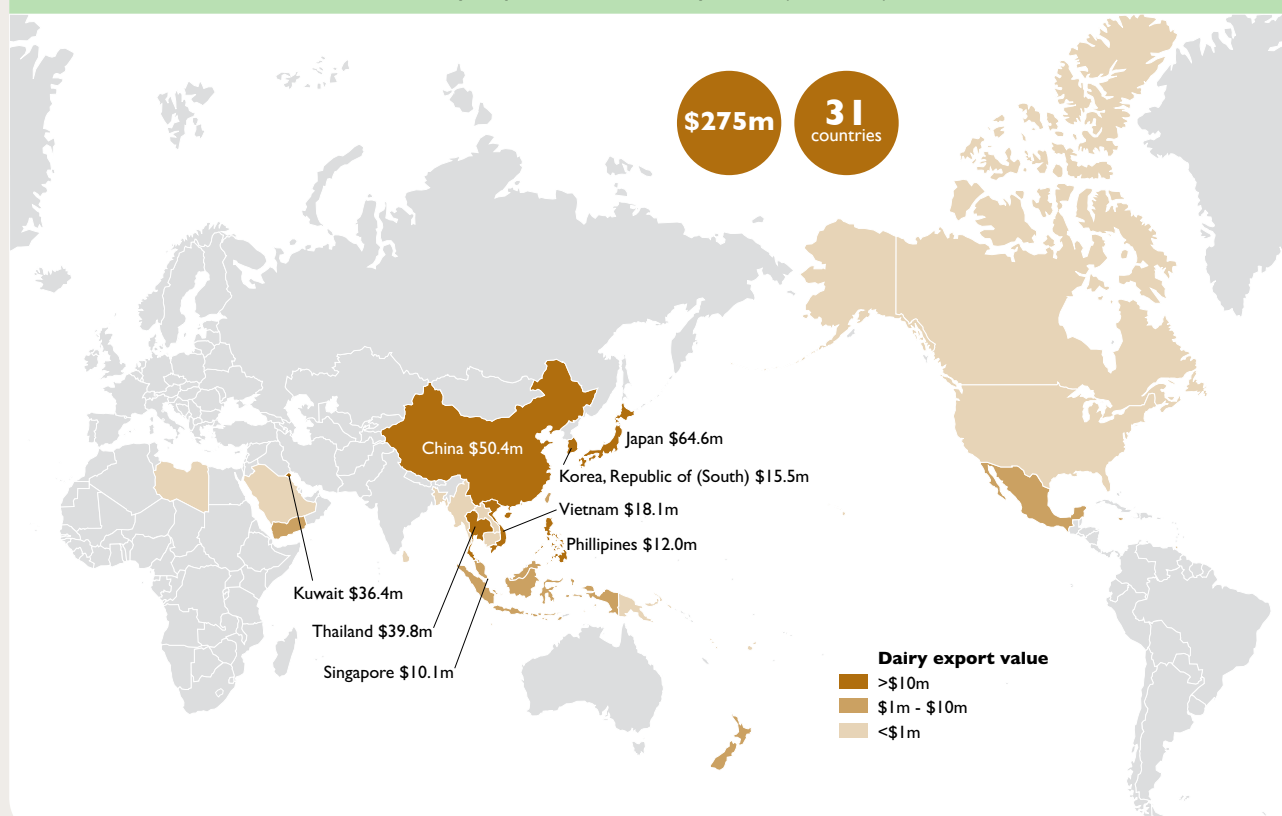 $275m
31
countries
China $50.4m
Japan $64.6m
Korea, Republic of (South) $15.5m
Vietnam $18.1m
Phillipines $12.0m
Kuwait $36.4m
Thailand $39.8m
Singapore $10.1m
Dairy export value
>$10m
$1m - $10m
<$1m